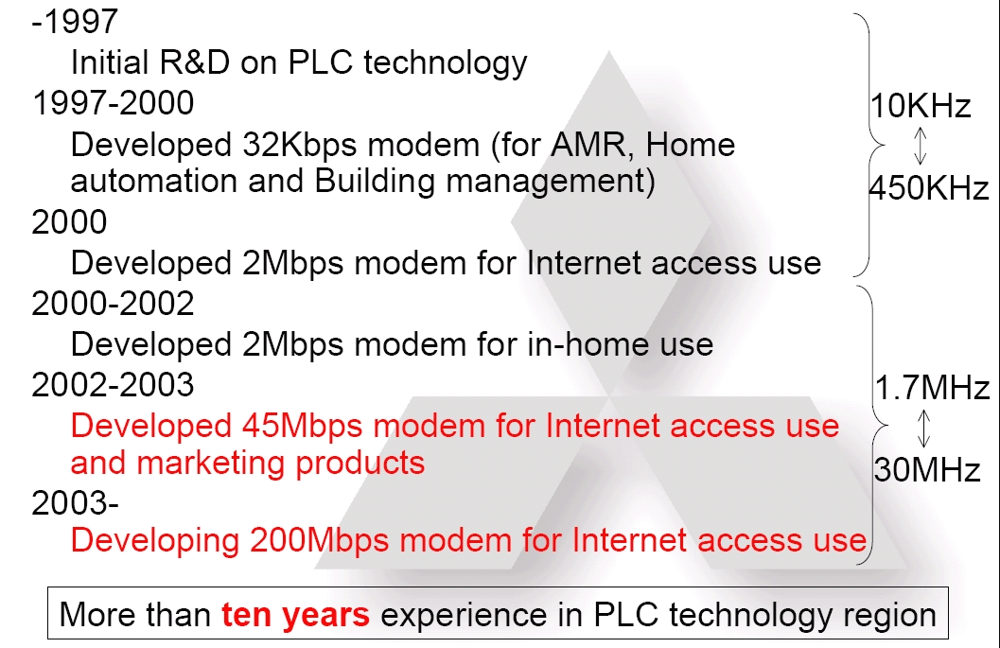 -1997
Initial R&D on PLC technology
1997-2000
Developed 32Kbps modem (for AMR, Home
automation and Building management)
2000
Developed 2Mbps modem for Internet access use
10KHz
450KHz
2000-2002
Developed 2Mbps modem for in-home use
2002-2003
Developed 45Mbps modem for Internet access use
and marketing products
2003-
Developing 200Mbps modem for Internet access use
1.7MHz
30MHz
More than ten years experience in PLC technology region